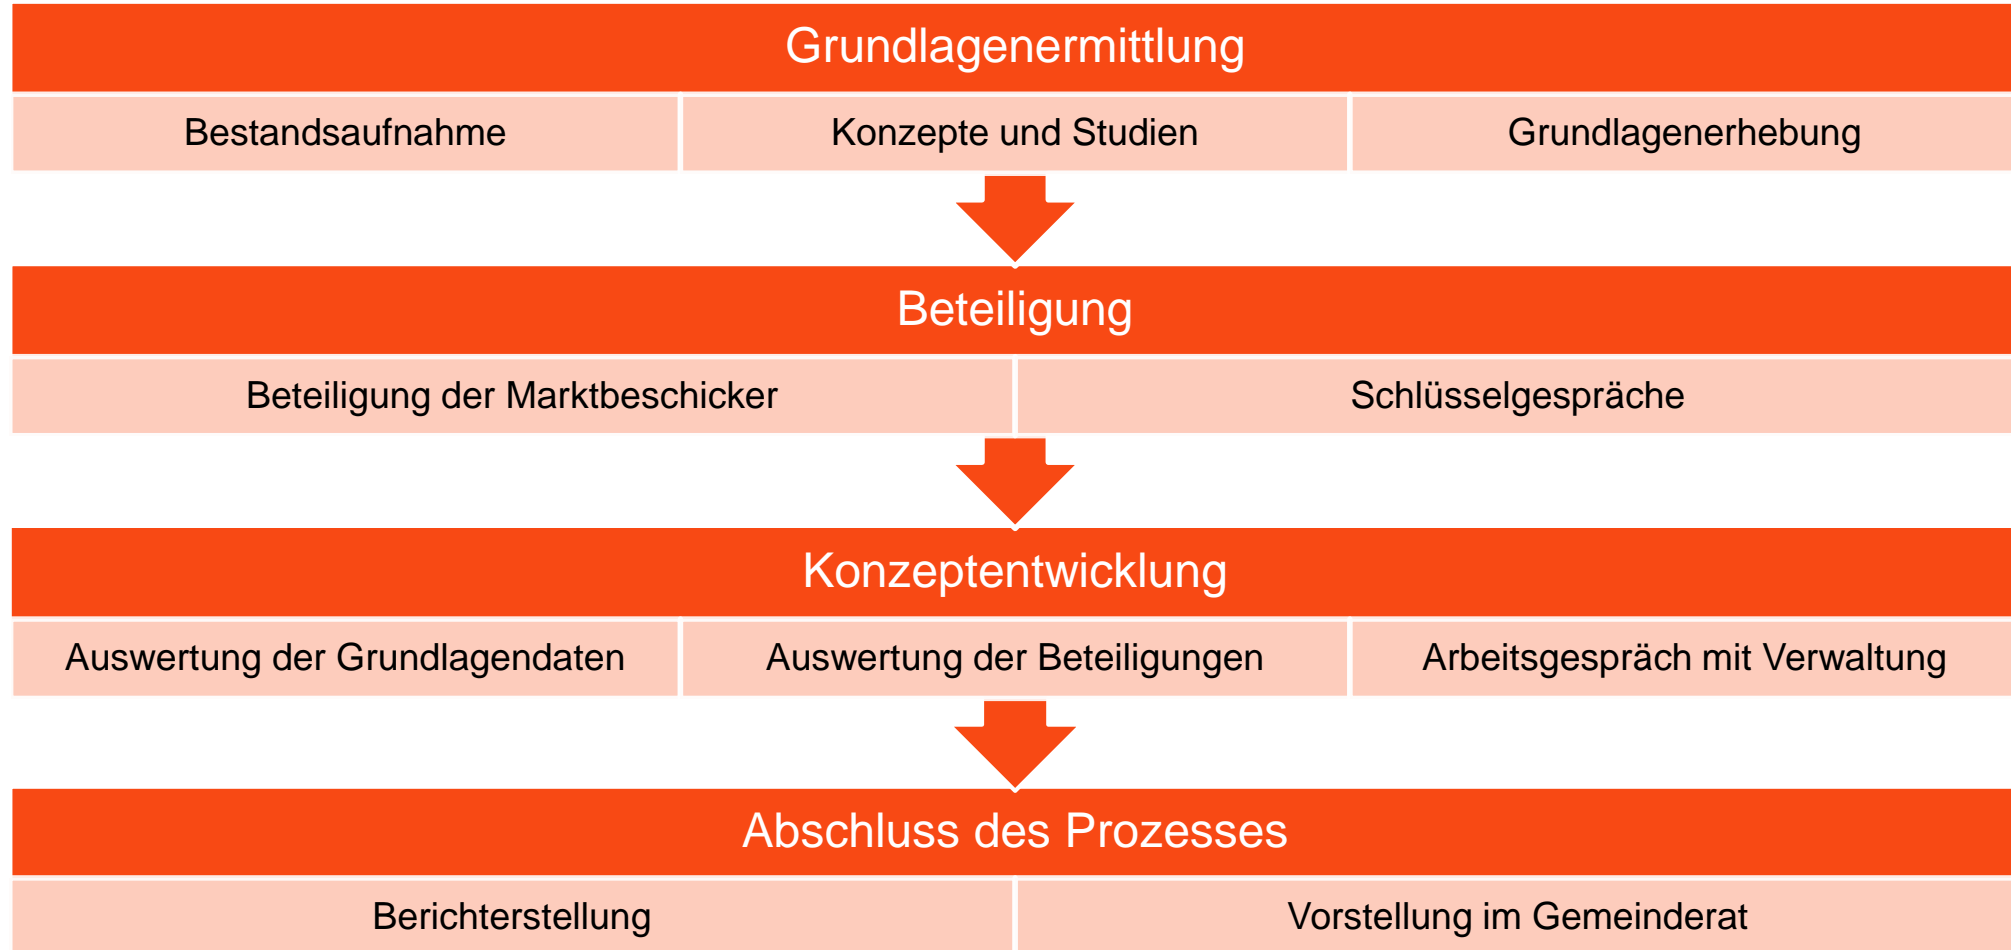 Grundlagenermittlung
Bestandsaufnahme
Konzepte und Studien
Grundlagenerhebung
Beteiligung
Beteiligung der Marktbeschicker
Schlüsselgespräche
Konzeptentwicklung
Auswertung der Grundlagendaten
Auswertung der Beteiligungen
Arbeitsgespräch mit Verwaltung
Abschluss des Prozesses
Berichterstellung
Vorstellung im Gemeinderat